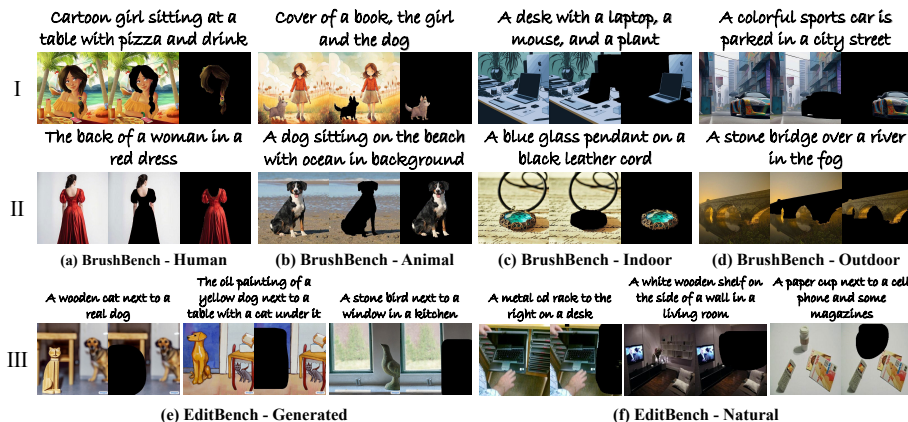 Cartoon girl sitting at a
table with pizza and drink
Cover of a book, the girl
and the dog
A desk with a laptop, a
mouse, and a plant
A colorful sports car is
parked in a city street
I
The back of a woman in a
red dress
A dog sitting on the beach
with ocean in background
A blue glass pendant on a
black leather cord
A stone bridge over a river
in the fog
II
(a) BRUSHBENCH - Human
(b) BrushBench - Animal
(c) BrushBench - Indoor
(d) BrushBench - Outdoor
A wooden cat next to a
real dog
The oil painting of a
yellow dog next to a
table with a cat under it
A stone bird next to a
window in a kitchen
A metal cd rack to the
right on a desk
A white wooden shelf on
the side of a wall in a
living room
A paper cup next to a cell
phone and some
magazines
III
(e) EditBench - Generated
(f) EditBench - Natural